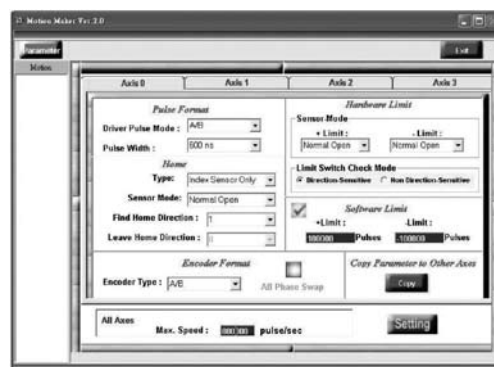 Motion Maker Ver 2.0
Parameter
Exit
Motion
Axis 0
Axis 1
Axis 2
Axis 3
Pulse Format
Driver Pulse Mode : A/B
Pulse Width : 600 ns
Home
Type: Index Sensor Only
Sensor Mode: Normal Open
Find Home Direction : 1
Leave Home Direction :
Encoder Format
Encoder Type : A/B
All Phase Swap
Hardware Limit
Sensor Mode
+ Limit :
- Limit :
Normal Open
Normal Open
Limit Switch Check Mode
Direction-Sensitive
Non Direction-Sensitive
Software Limit
+Limit :
-Limit :
Pulses
Pulses
Copy Parameter to Other Axes
Copy
All Axes
Max. Speed : pulse/sec
Setting